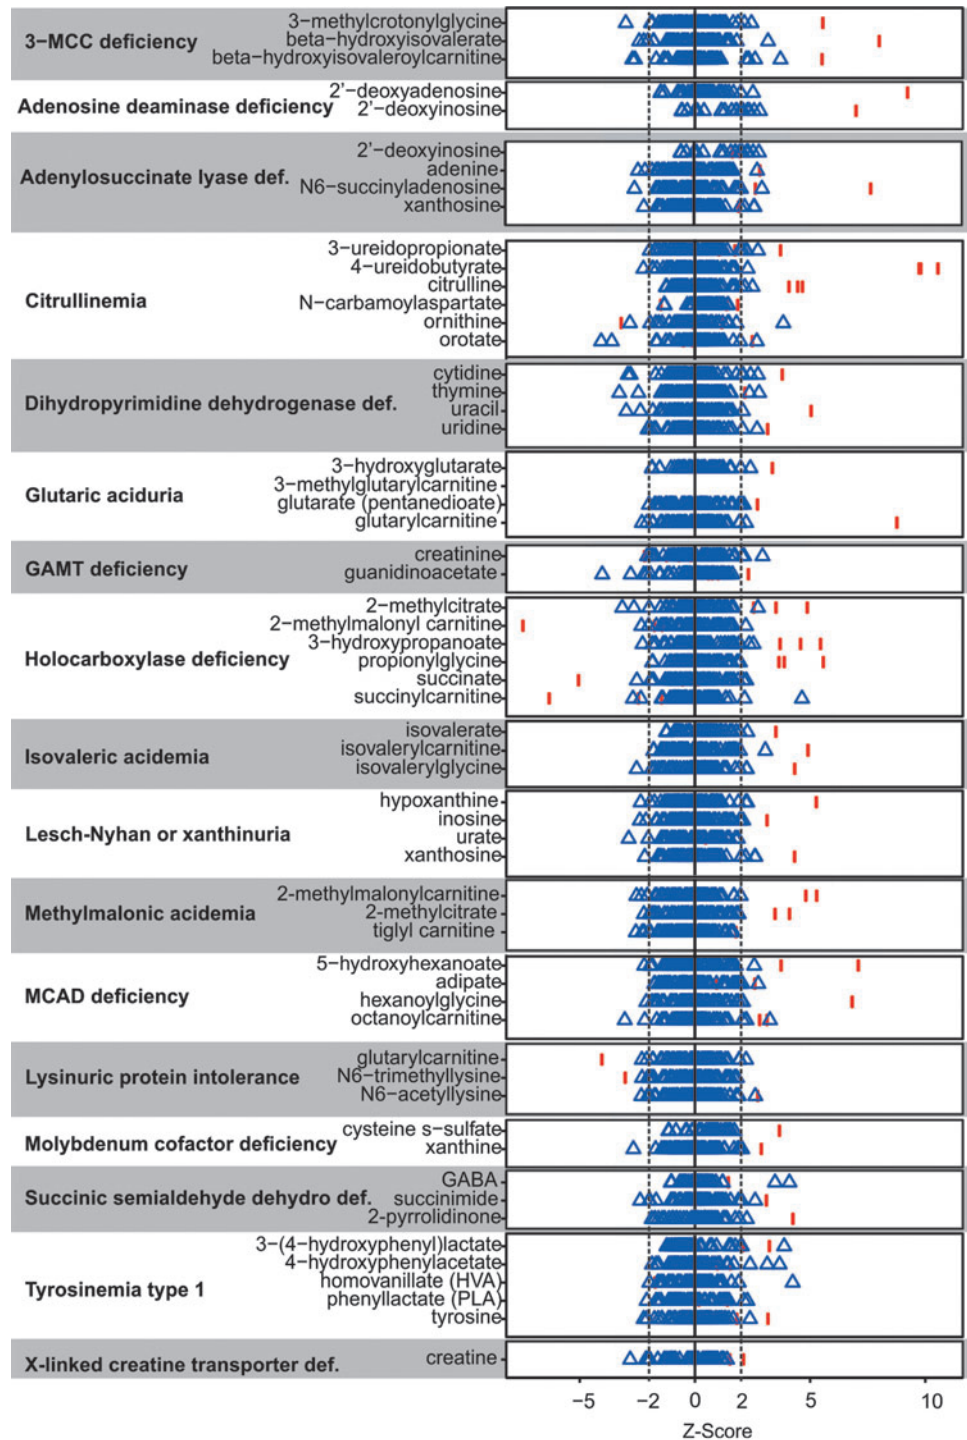 3−MCC deficiency
3−methylcrotonylglycine
beta−hydroxyisovalerate
beta−hydroxyisovaleroylcarnitine
Adenosine deaminase deficiency
2'−deoxyadenosine
2'−deoxyinosine
Adenylosuccinate lyase def.
2'−deoxyinosine
adenine
N6−succinyladenosine
xanthosine
Citrullinemia
3−ureidopropionate
4−ureidobutyrate
citrulline
N−carbamoylaspartate
ornithine
orotate
Dihydropyrimidine dehydrogenase def.
cytidine
thymine
uracil
uridine
Glutaric aciduria
3−hydroxyglutarate
3−methylglutarylcarnitine
glutarate (pentanedioate)
glutarylcarnitine
GAMT deficiency
creatinine
guanidinoacetate
Holocarboxylase deficiency
2−methylcitrate
2−methylmalonyl carnitine
3−hydroxypropanoate
propionylglycine
succinate
succinylcarnitine
Isovaleric acidemia
isovalerate
isovalerylcarnitine
isovalerylglycine
Lesch-Nyhan or xanthinuria
hypoxanthine
inosine
urate
xanthosine
Methylmalonic acidemia
2-methylmalonylcarnitine
2-methylcitrate
tiglyl carnitine
MCAD deficiency
5−hydroxyhexanoate
adipate
hexanoylglycine
octanoylcarnitine
Lysinuric protein intolerance
glutarylcarnitine
N6−trimethyllysine
N6−acetyllysine
Molybdenum cofactor deficiency
cysteine s−sulfate
xanthine
Succinic semialdehyde dehydro def.
GABA
succinimide
2-pyrrolidinone
Tyrosinemia type 1
3−(4−hydroxyphenyl)lactate
4−hydroxyphenylacetate
homovanillate (HVA)
phenyllactate (PLA)
tyrosine
X-linked creatine transporter def.
creatine
−5 −2 0 2 5 10
Z−Score